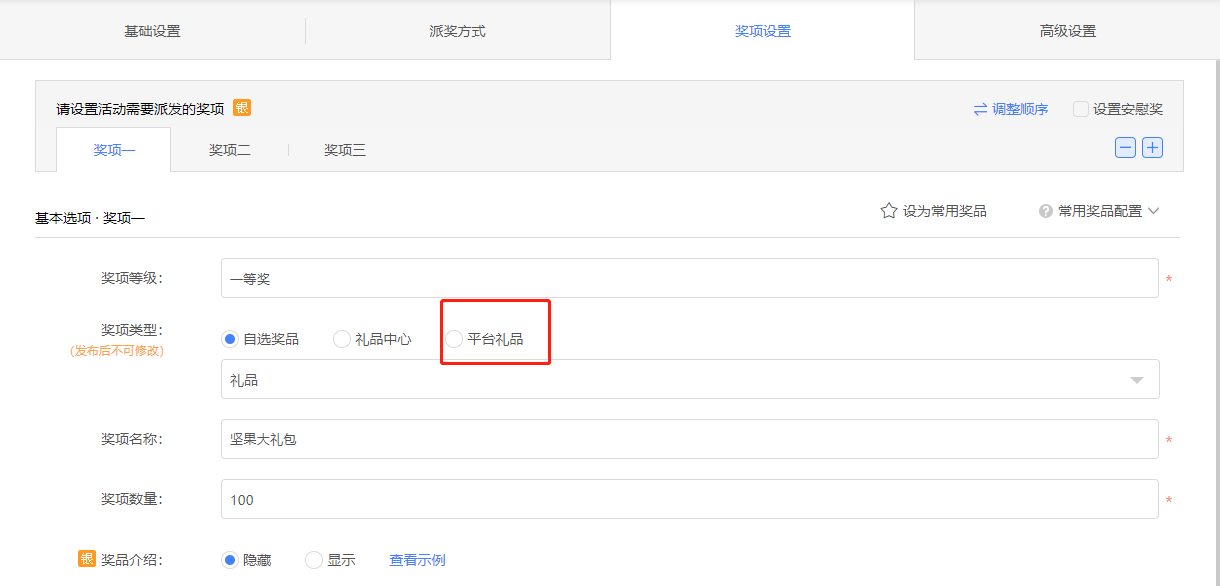 基础设置 派奖方式 奖项设置 高级设置
请设置活动需要派发的奖项 银 调整顺序 设置安慰奖
奖项一 奖项二 奖项三
基本选项 · 奖项一 设为常用奖品 ? 常用奖品配置
奖项等级: 一等奖 *
奖项类型: 自选奖品 礼品中心 平台礼品
(发布后不可修改)
礼品
奖项名称: 坚果大礼包 *
奖项数量: 100 *
银 奖品介绍: 隐藏 显示 查看示例